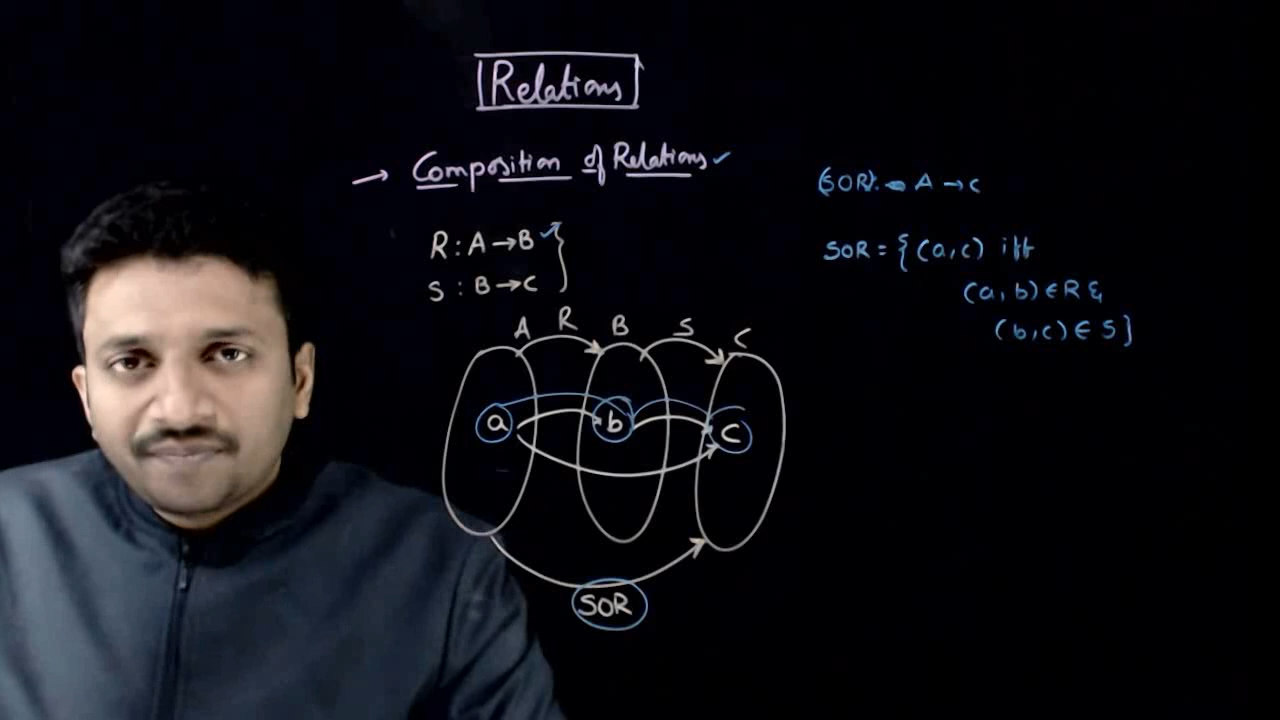 Relations
→ Composition of Relations ✓
R : A → B ✓
S : B → C
A R B S C
a b c
SOR
(SOR): A → C
SOR = { (a,c) iff
(a,b) ∈ R &
(b,c) ∈ S }